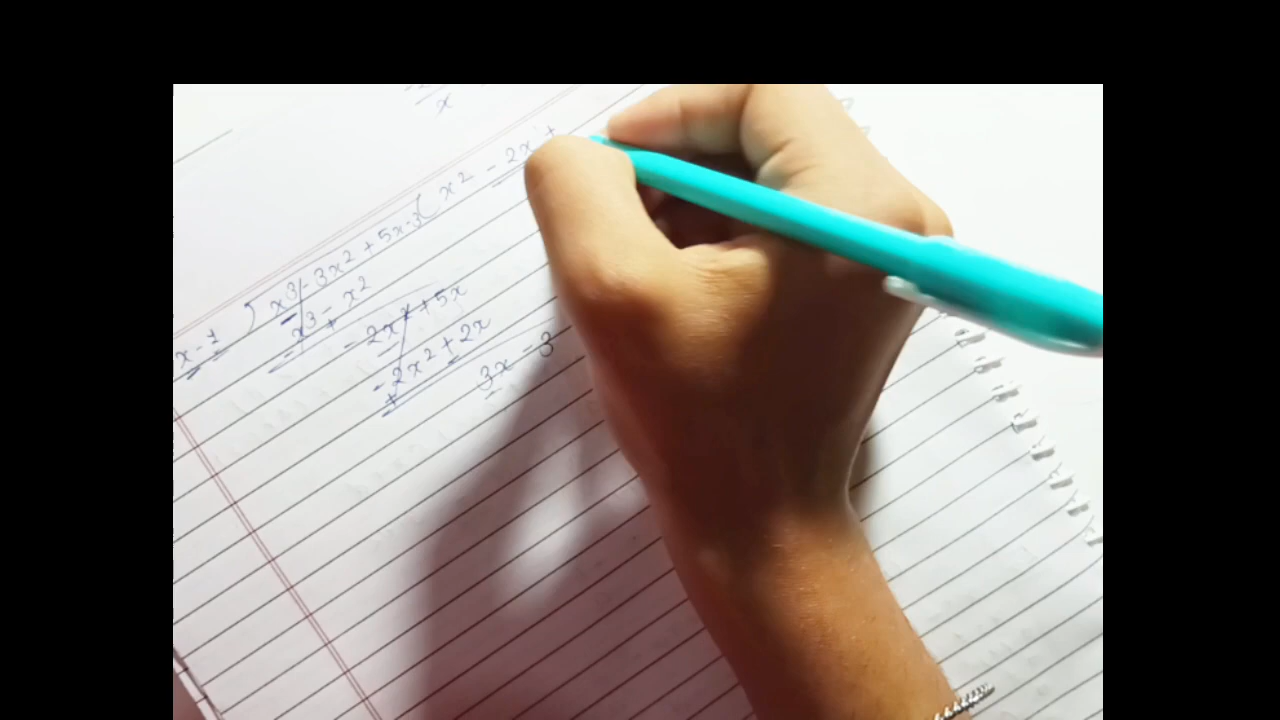 x
x - 1 ) x3 - 3x2 + 5x - 3 ( x2 - 2x +
x3 - x2
- +
- 2x2 + 5x
- 2x2 + 2x
+ -
3x - 3